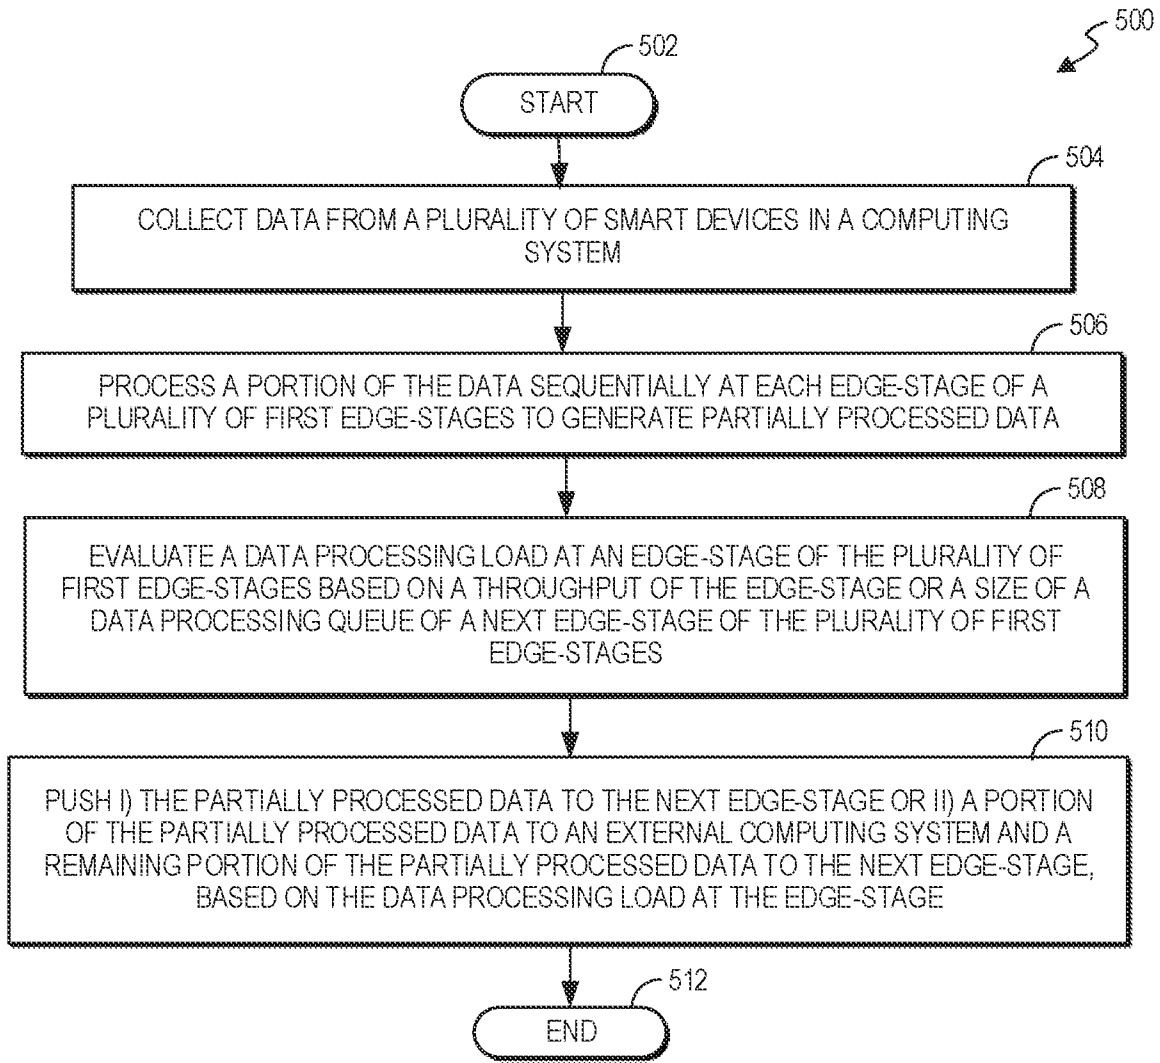 500
502
START
504
COLLECT DATA FROM A PLURALITY OF SMART DEVICES IN A COMPUTING
SYSTEM
506
PROCESS A PORTION OF THE DATA SEQUENTIALLY AT EACH EDGE-STAGE OF A
PLURALITY OF FIRST EDGE-STAGES TO GENERATE PARTIALLY PROCESSED DATA
508
EVALUATE A DATA PROCESSING LOAD AT AN EDGE-STAGE OF THE PLURALITY OF
FIRST EDGE-STAGES BASED ON A THROUGHPUT OF THE EDGE-STAGE OR A SIZE OF A
DATA PROCESSING QUEUE OF A NEXT EDGE-STAGE OF THE PLURALITY OF FIRST
EDGE-STAGES
510
PUSH I) THE PARTIALLY PROCESSED DATA TO THE NEXT EDGE-STAGE OR II) A PORTION
OF THE PARTIALLY PROCESSED DATA TO AN EXTERNAL COMPUTING SYSTEM AND A
REMAINING PORTION OF THE PARTIALLY PROCESSED DATA TO THE NEXT EDGE-STAGE,
BASED ON THE DATA PROCESSING LOAD AT THE EDGE-STAGE
512
END